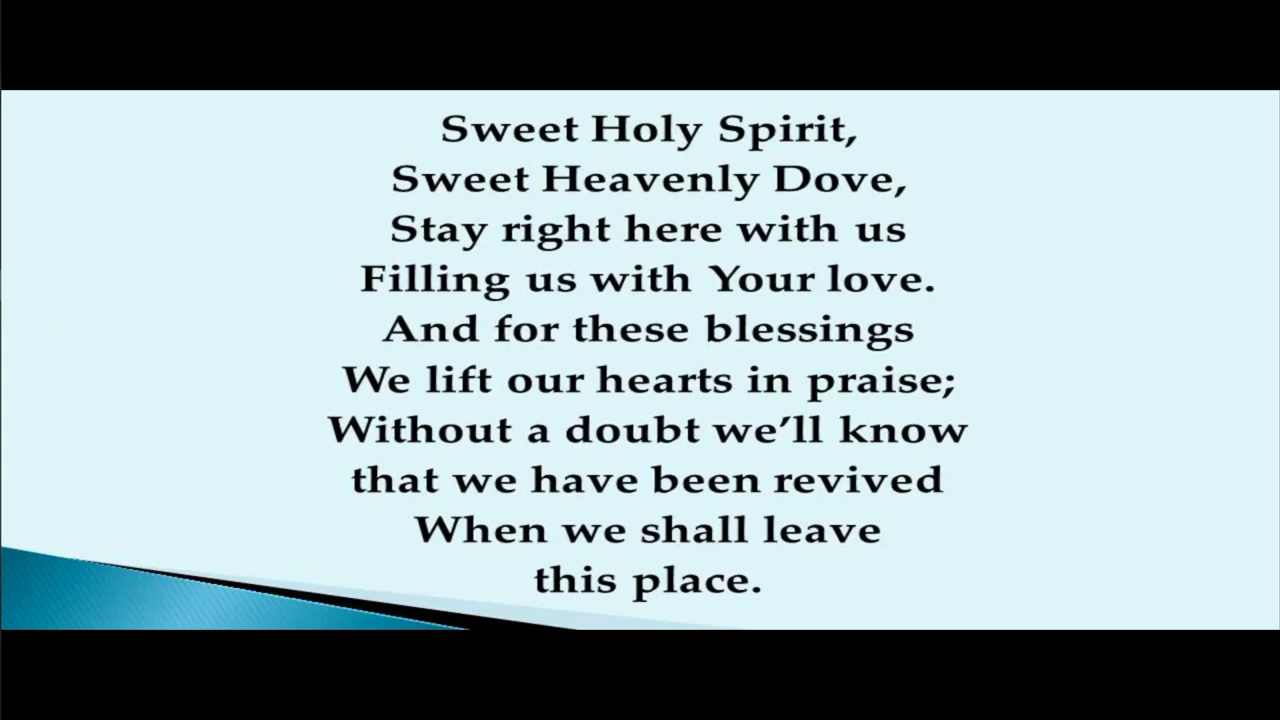 Sweet Holy Spirit,
Sweet Heavenly Dove,
Stay right here with us
Filling us with Your love.
And for these blessings
We lift our hearts in praise;
Without a doubt we’ll know
that we have been revived
When we shall leave
this place.